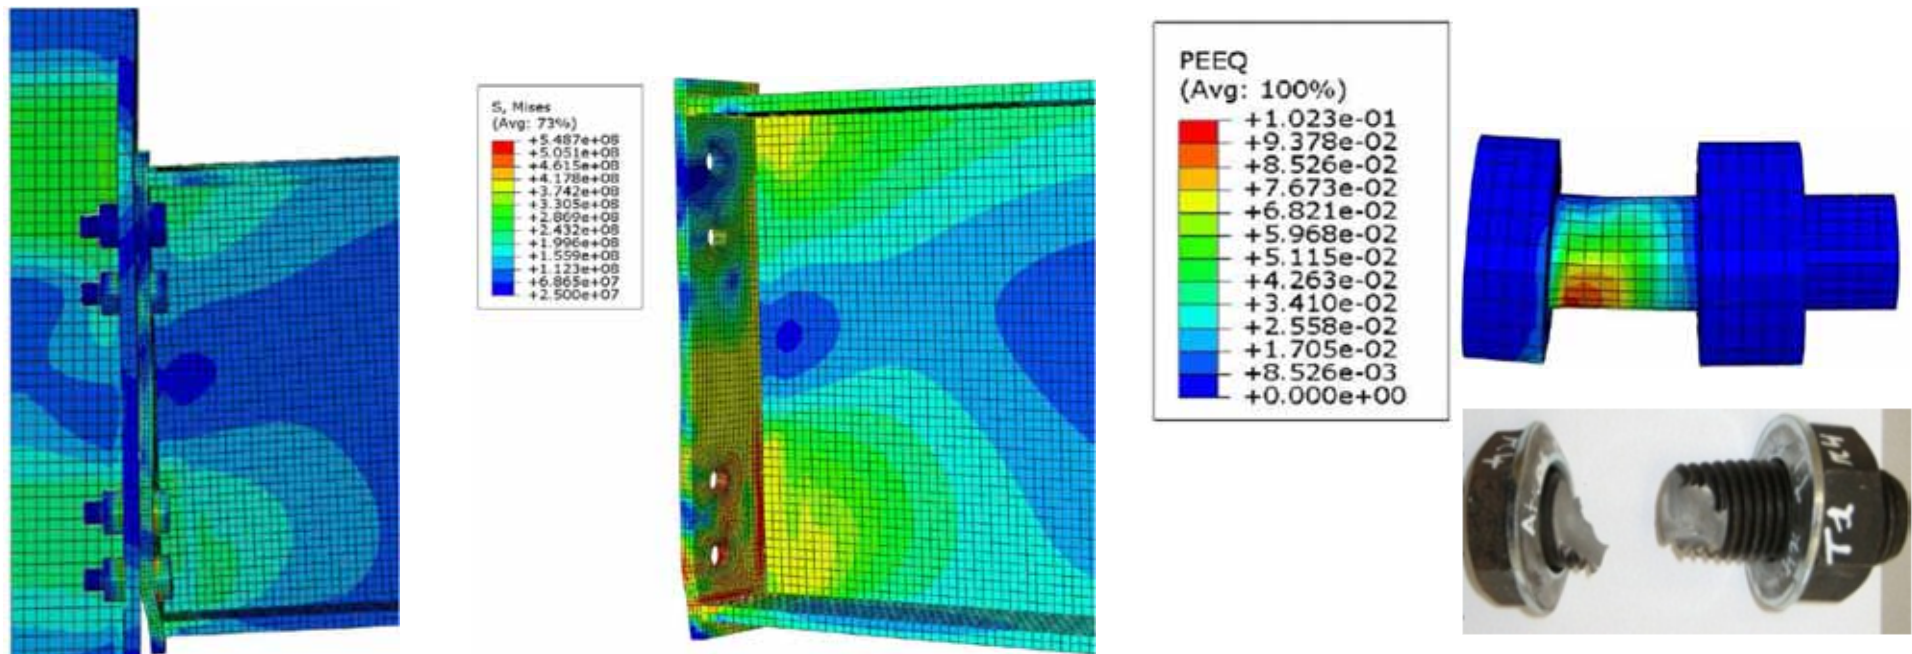 S, Mises
(Avg: 73%)
+5.487e+08
+5.051e+08
+4.615e+08
+4.178e+08
+3.742e+08
+3.305e+08
+2.869e+08
+2.432e+08
+1.996e+08
+1.559e+08
+1.123e+08
+6.865e+07
+2.500e+07
PEEQ
(Avg: 100%)
+1.023e-01
+9.378e-02
+8.526e-02
+7.673e-02
+6.821e-02
+5.968e-02
+5.115e-02
+4.263e-02
+3.410e-02
+2.558e-02
+1.705e-02
+8.526e-03
+0.000e+00
R4